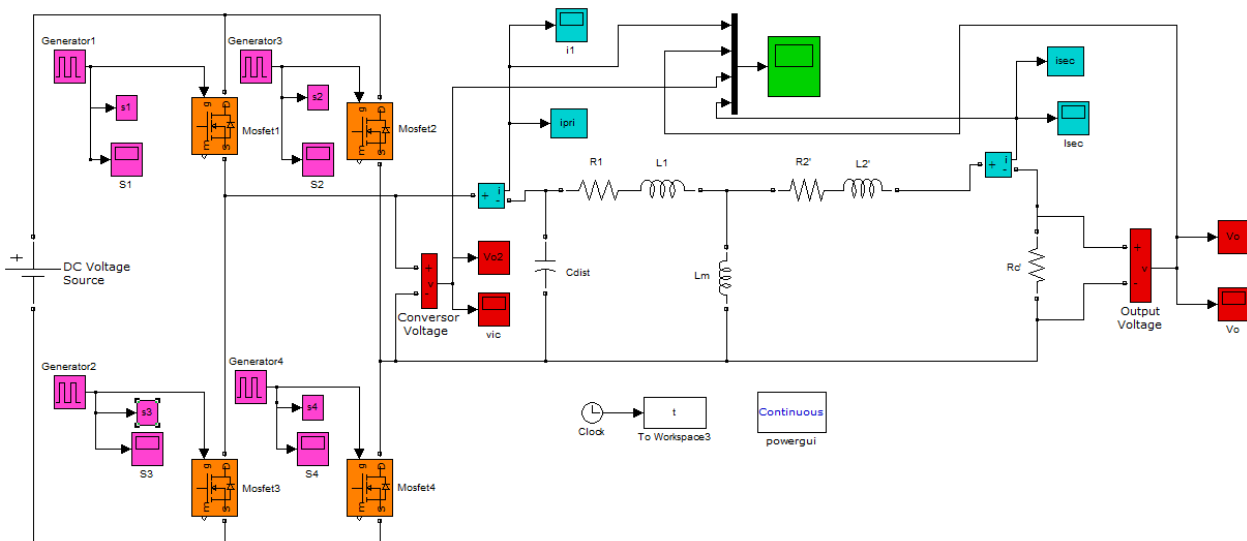 Generator1
Generator3
s1
s2
S1
S2
g
D
m
S
Mosfet1
g
D
m
S
Mosfet2
i1
ipri
isec
Isec
+
i
-
R1
L1
R2'
L2'
+
i
-
+
DC Voltage
Source
Cdist
Lm
Rd'
+
v
-
Conversor
Voltage
Vo2
vic
+
v
-
Output
Voltage
Vo
Vo
Generator2
Generator4
s3
s4
S3
S4
g
D
m
S
Mosfet3
g
D
m
S
Mosfet4
Clock
t
To Workspace3
Continuous
powergui